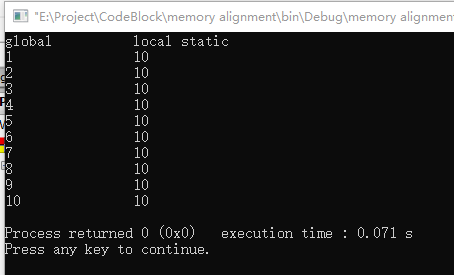 "E:\Project\CodeBlock\memory alignment\bin\Debug\memory alignment
global local static
1 10
2 10
3 10
4 10
5 10
6 10
7 10
8 10
9 10
10 10
Process returned 0 (0x0) execution time : 0.071 s
Press any key to continue.